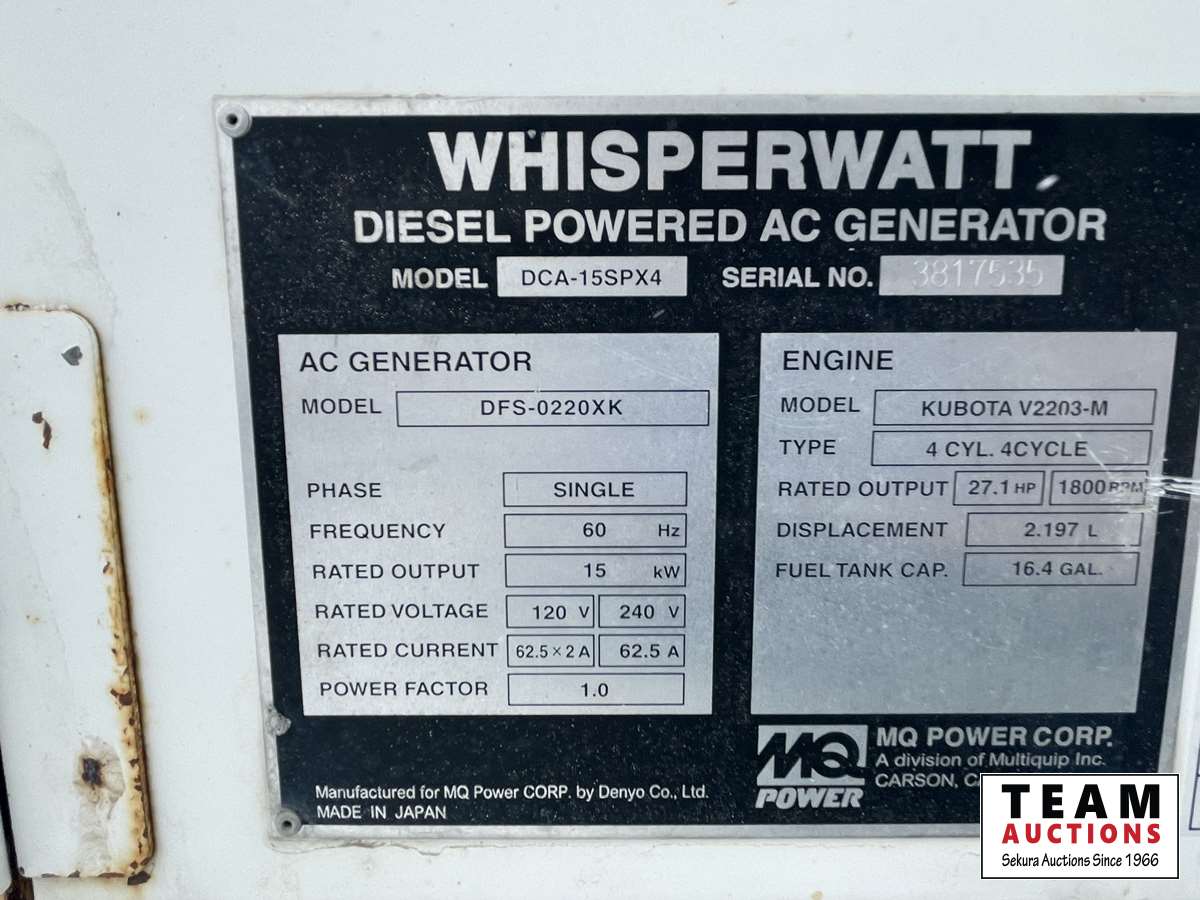 WHISPERWATT
DIESEL POWERED AC GENERATOR
MODEL DCA-15SPX4 SERIAL NO. 3817535
AC GENERATOR
MODEL DFS-0220XK
PHASE SINGLE
FREQUENCY 60 Hz
RATED OUTPUT 15 kW
RATED VOLTAGE 120 V 240 V
RATED CURRENT 62.5 × 2 A 62.5 A
POWER FACTOR 1.0
ENGINE
MODEL KUBOTA V2203-M
TYPE 4 CYL. 4CYCLE
RATED OUTPUT 27.1 HP 1800 RPM
DISPLACEMENT 2.197 L
FUEL TANK CAP. 16.4 GAL.
Manufactured for MQ Power CORP. by Denyo Co., Ltd.
MADE IN JAPAN
MQ
POWER
MQ POWER CORP.
A division of Multiquip Inc.
CARSON,
TEAM
AUCTIONS
Sekura Auctions Since 1966